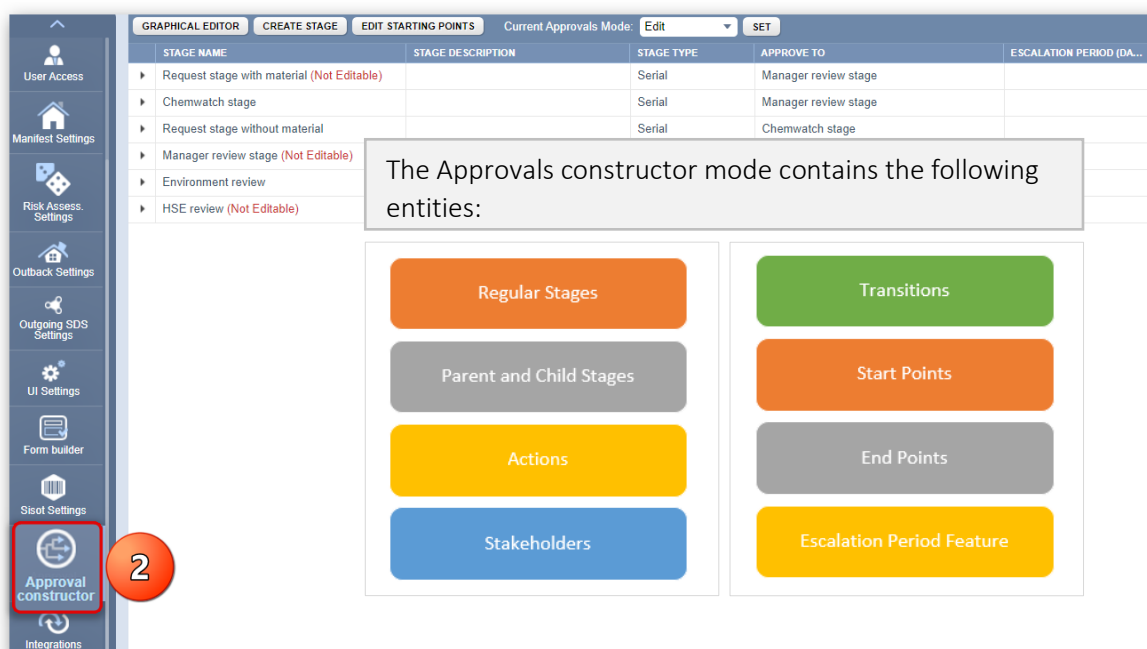 GRAPHICAL EDITOR CREATE STAGE EDIT STARTING POINTS Current Approvals Mode: Edit SET
STAGE NAME STAGE DESCRIPTION STAGE TYPE APPROVE TO ESCALATION PERIOD (DA...
Request stage with material (Not Editable) Serial Manager review stage
Chemwatch stage Serial Manager review stage
Request stage without material Serial Chemwatch stage
Manager review stage (Not Editable)
Environment review
HSE review (Not Editable)
User Access
Manifest Settings
Risk Assess.
Settings
Outback Settings
Outgoing SDS
Settings
UI Settings
Form builder
Sisot Settings
Approval
constructor
2
Integrations
The Approvals constructor mode contains the following
entities:
Regular Stages
Parent and Child Stages
Actions
Stakeholders
Transitions
Start Points
End Points
Escalation Period Feature